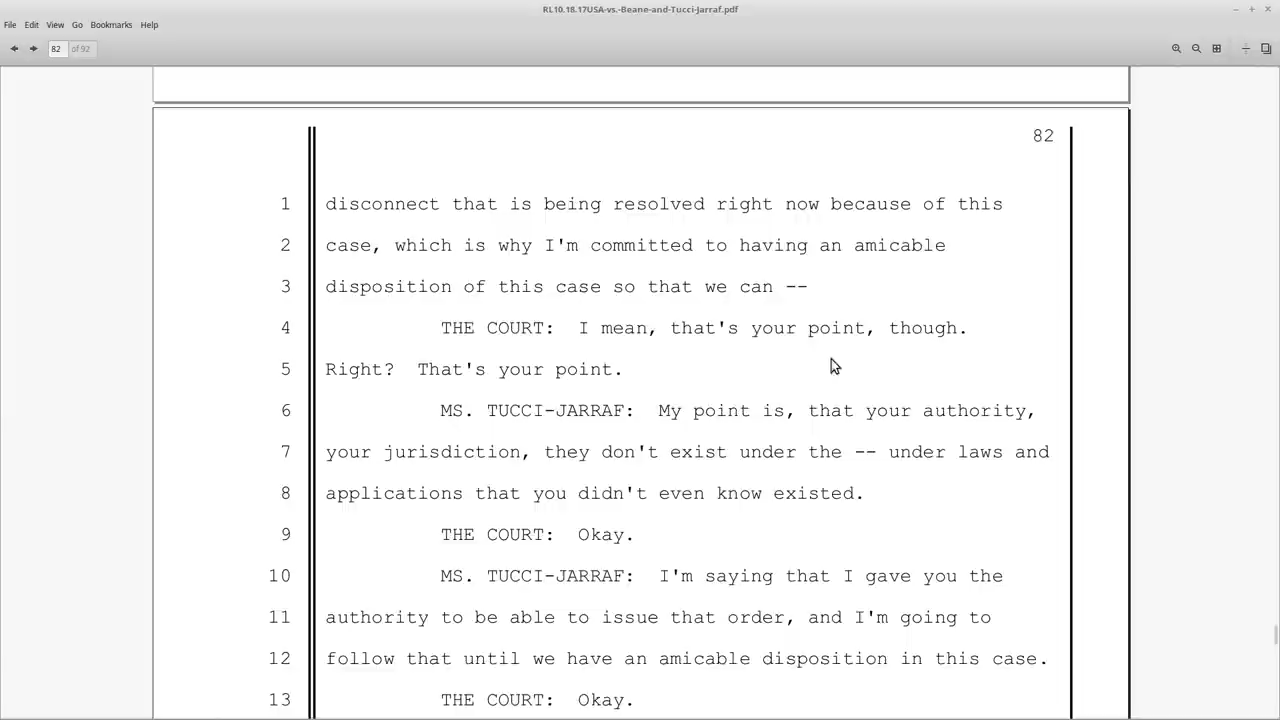 RL10.18.17USA-vs.-Beane-and-Tucci-Jarraf.pdf
File Edit View Go Bookmarks Help
82 of 92
82
1 disconnect that is being resolved right now because of this
2 case, which is why I'm committed to having an amicable
3 disposition of this case so that we can --
4 THE COURT: I mean, that's your point, though.
5 Right? That's your point.
6 MS. TUCCI-JARRAF: My point is, that your authority,
7 your jurisdiction, they don't exist under the -- under laws and
8 applications that you didn't even know existed.
9 THE COURT: Okay.
10 MS. TUCCI-JARRAF: I'm saying that I gave you the
11 authority to be able to issue that order, and I'm going to
12 follow that until we have an amicable disposition in this case.
13 THE COURT: Okay.